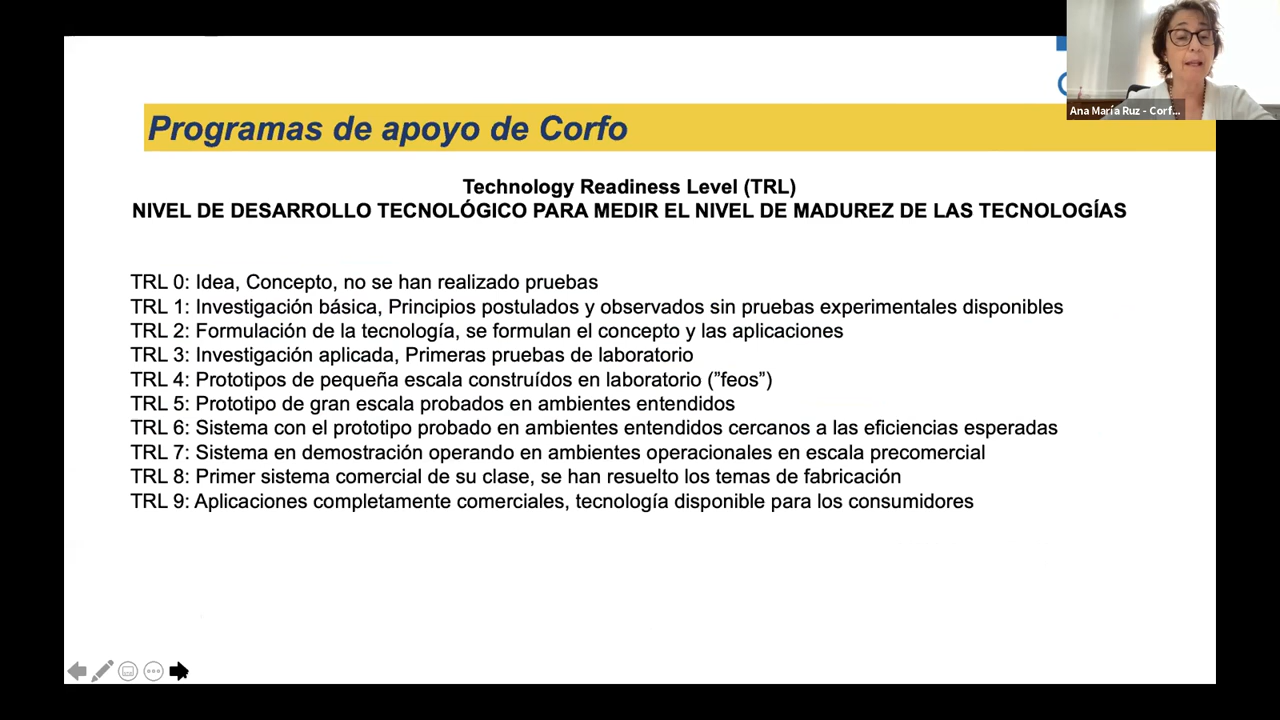 Programas de apoyo de Corfo
Ana María Ruz - Corf...
Technology Readiness Level (TRL)
NIVEL DE DESARROLLO TECNOLÓGICO PARA MEDIR EL NIVEL DE MADUREZ DE LAS TECNOLOGÍAS
TRL 0: Idea, Concepto, no se han realizado pruebas
TRL 1: Investigación básica, Principios postulados y observados sin pruebas experimentales disponibles
TRL 2: Formulación de la tecnología, se formulan el concepto y las aplicaciones
TRL 3: Investigación aplicada, Primeras pruebas de laboratorio
TRL 4: Prototipos de pequeña escala construídos en laboratorio (”feos”)
TRL 5: Prototipo de gran escala probados en ambientes entendidos
TRL 6: Sistema con el prototipo probado en ambientes entendidos cercanos a las eficiencias esperadas
TRL 7: Sistema en demostración operando en ambientes operacionales en escala precomercial
TRL 8: Primer sistema comercial de su clase, se han resuelto los temas de fabricación
TRL 9: Aplicaciones completamente comerciales, tecnología disponible para los consumidores